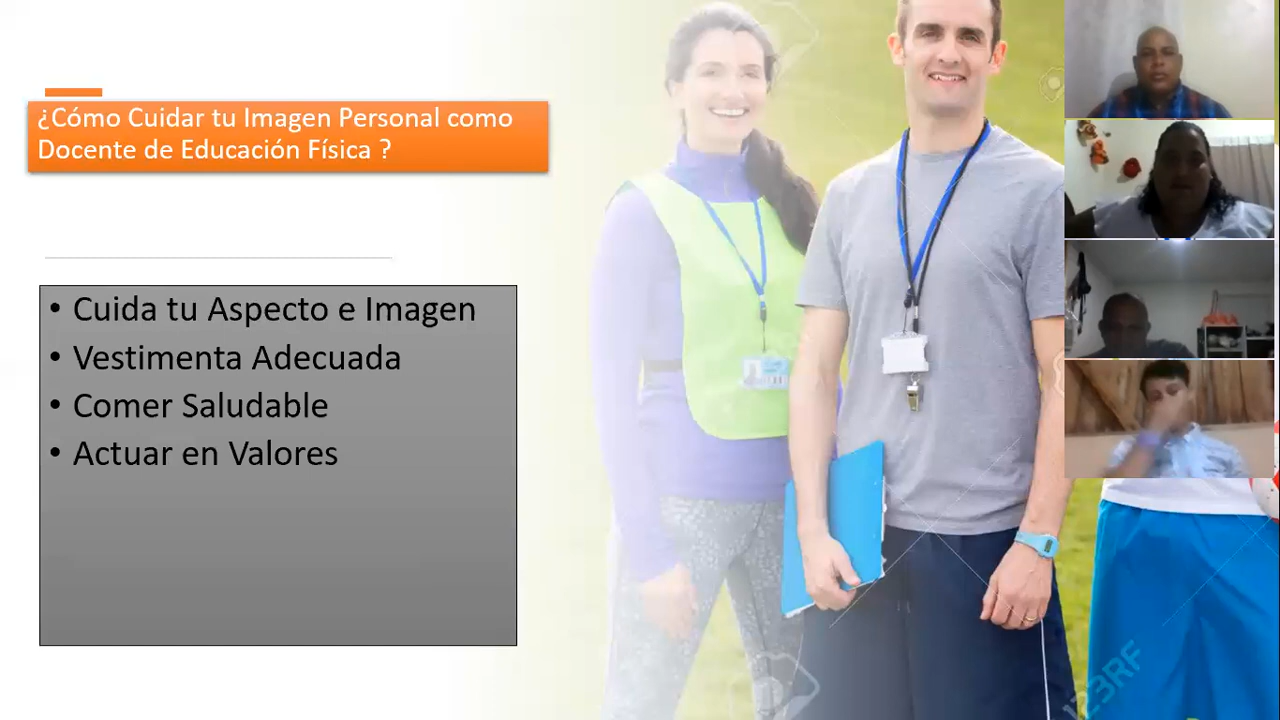 ¿Cómo Cuidar tu Imagen Personal como
Docente de Educación Física ?
• Cuida tu Aspecto e Imagen
• Vestimenta Adecuada
• Comer Saludable
• Actuar en Valores
123RF